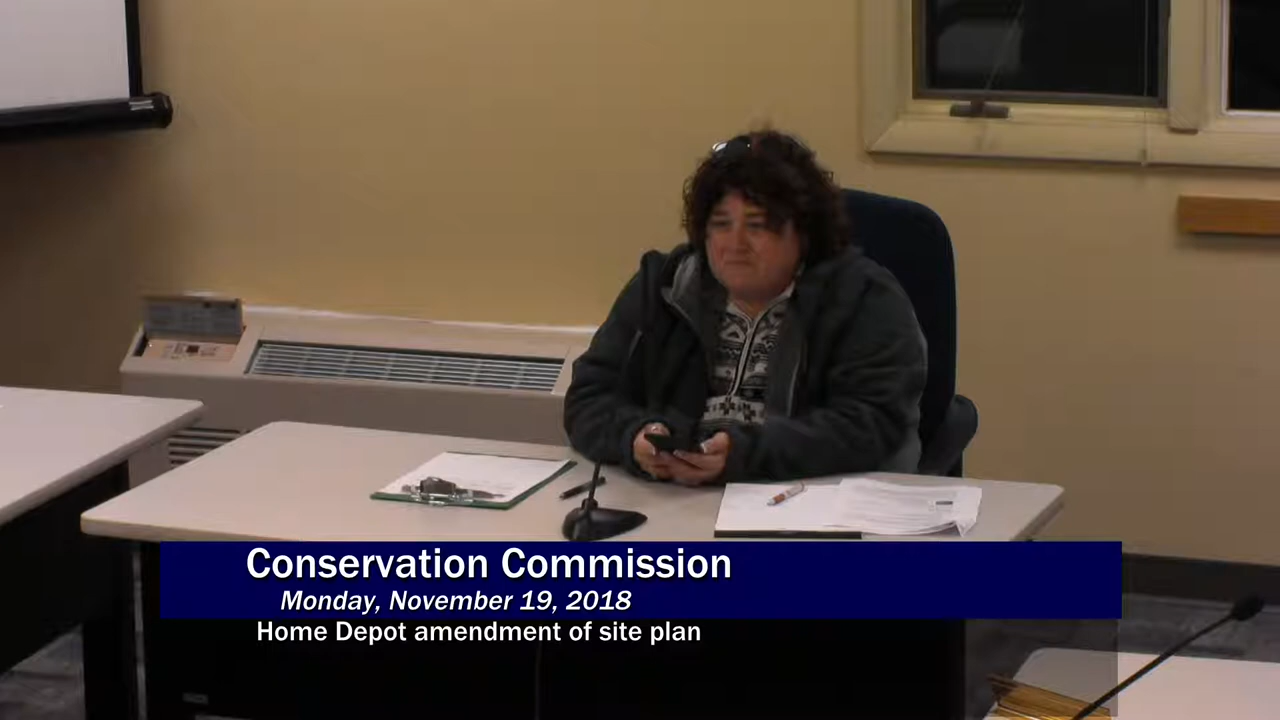 Conservation Commission
Monday, November 19, 2018
Home Depot amendment of site plan